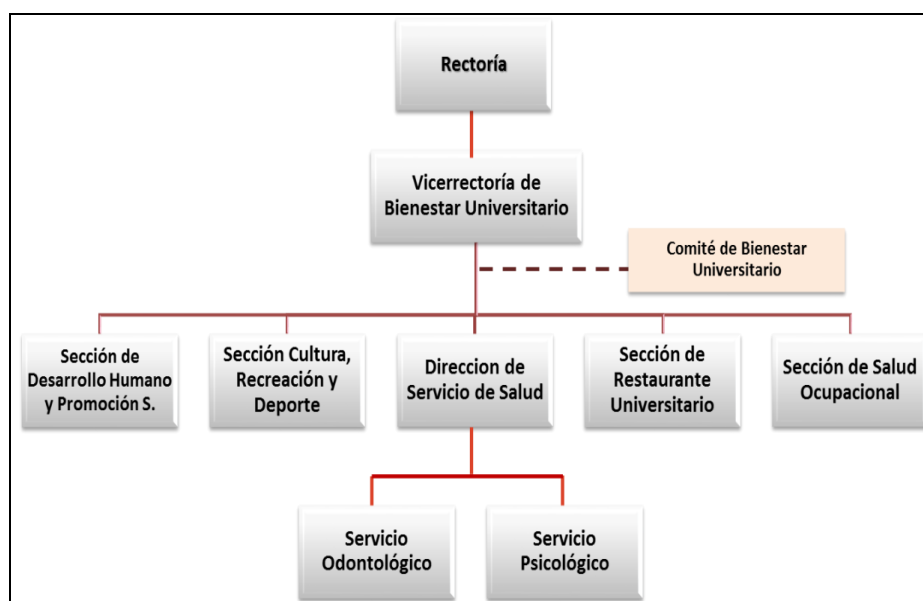 Rectoría
Vicerrectoría de
Bienestar Universitario
Comité de Bienestar
Universitario
Sección de
Desarrollo Humano
y Promoción S.
Sección Cultura,
Recreación y
Deporte
Direccion de
Servicio de Salud
Sección de
Restaurante
Universitario
Sección de Salud
Ocupacional
Servicio
Odontológico
Servicio
Psicológico